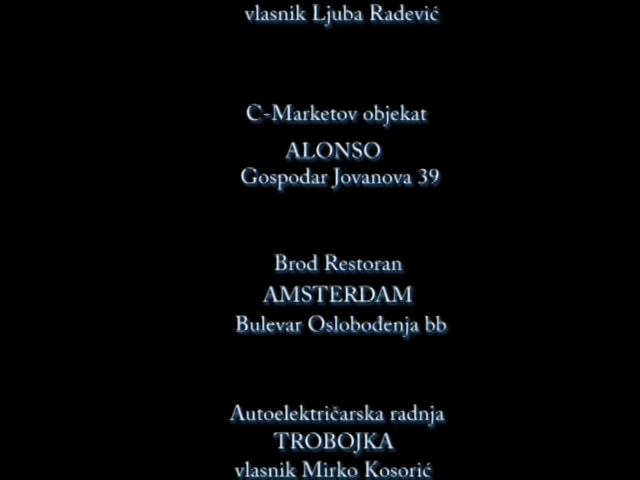 vlasnik Ljuba Radević
C-Marketov objekat
ALONSO
Gospodar Jovanova 39
Brod Restoran
AMSTERDAM
Bulevar Oslobođenja bb
Autoelektričarska radnja
TROBOJKA
vlasnik Mirko Kosorić